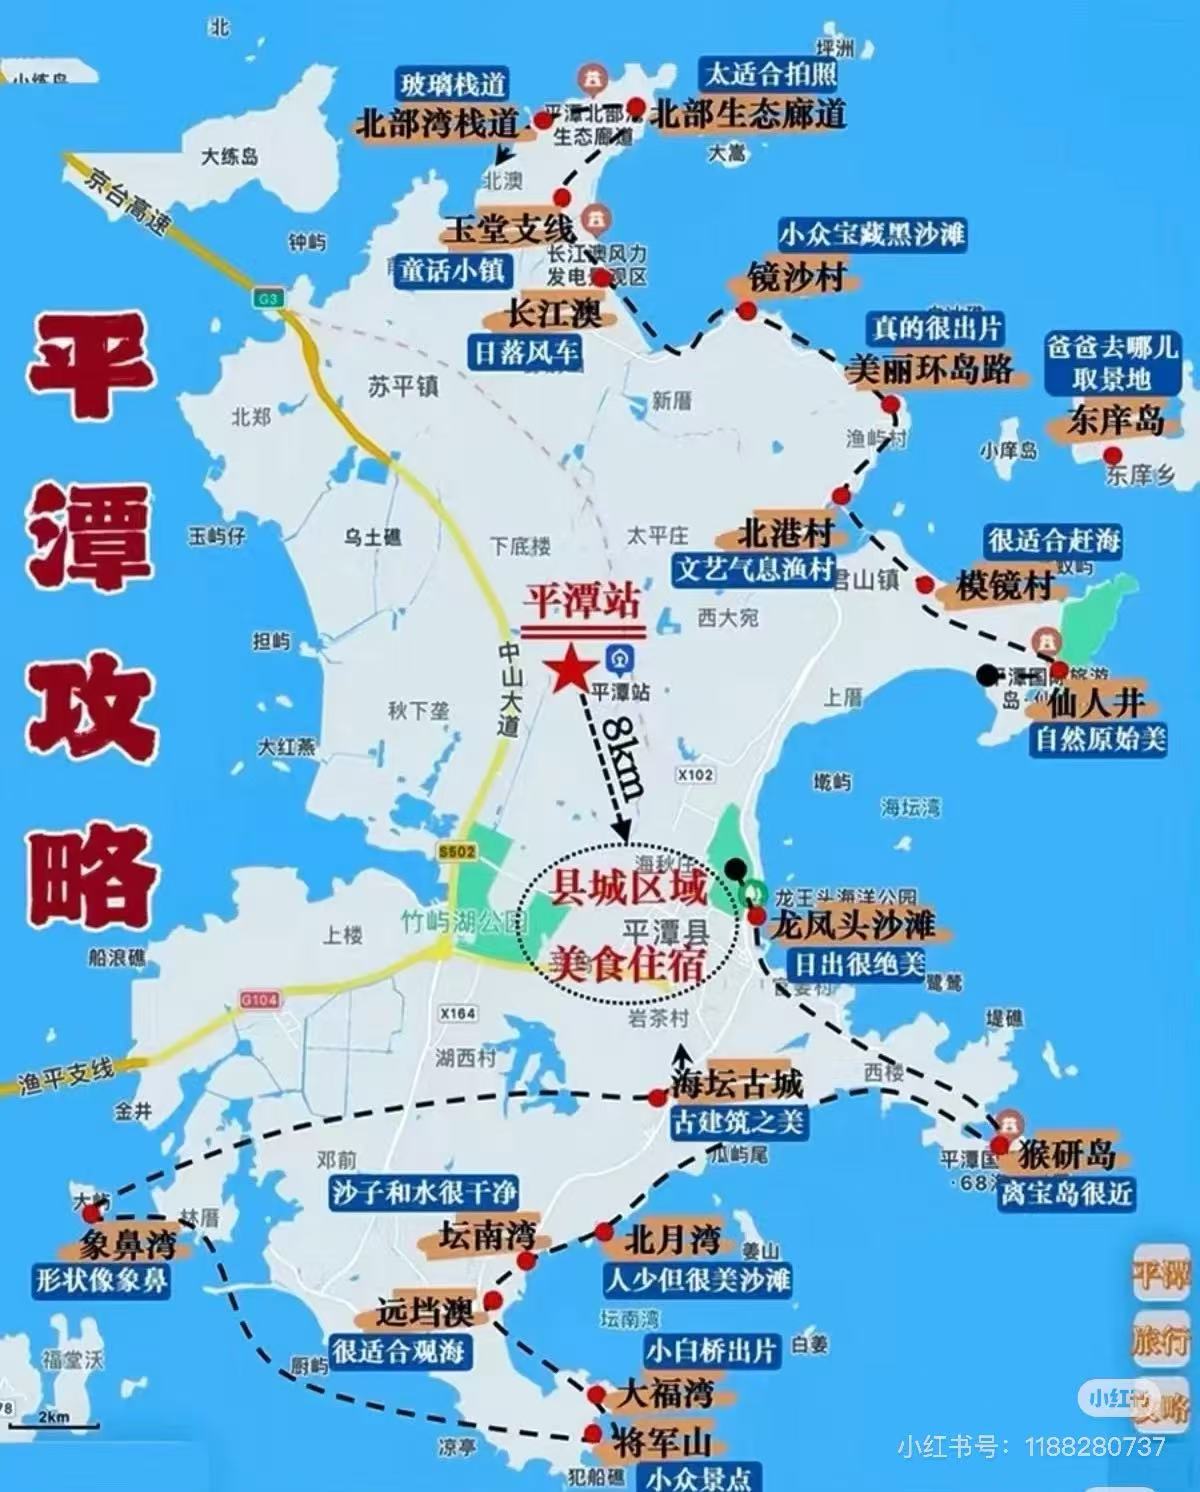 北
坪洲
小练岛
玻璃栈道
太适合拍照
北部湾栈道
平潭北部
生态廊道
北部生态廊道
大嵩
大练岛
北澳
京台高速
玉堂支线
钟屿
小众宝藏黑沙滩
长江澳风力
发电景观区
童话小镇
镜沙村
G3
长江澳
日落风车
真的很出片
美丽环岛路
爸爸去哪儿
取景地
东庠岛
小庠岛
东庠乡
平潭攻略
苏平镇
北郑
新厝
渔屿村
玉屿仔
乌土礁
下底楼
太平庄
北港村
文艺气息渔村
君山镇
很适合赶海
模镜村
平潭站
西大宛
担屿
中山大道
平潭站
8km
平潭国际旅游
岛
仙人井
自然原始美
秋下垄
上厝
大红燕
X102
墘屿
海坛湾
S502
海秋庄
县城区域
平潭县
美食住宿
龙王头海洋公园
龙凤头沙滩
日出很绝美
竹屿湖公园
上楼
船浪礁
官姜村
鹭鸶
G104
X164
岩茶村
堤礁
渔平支线
湖西村
海坛古城
古建筑之美
西楼
金井
瓜屿尾
平潭国
·68海
猴研岛
离宝岛很近
邓前
沙子和水很干净
大屿
林厝
象鼻湾
形状像象鼻
坛南湾
北月湾
姜山
人少但很美沙滩
坛南湾
远垱澳
很适合观海
小白桥出片
白姜
福堂沃
厨屿
大福湾
78
2km
将军山
凉亭
犯船礁
小众景点
平潭
旅行
攻略
小红书
小红书号：1188280737